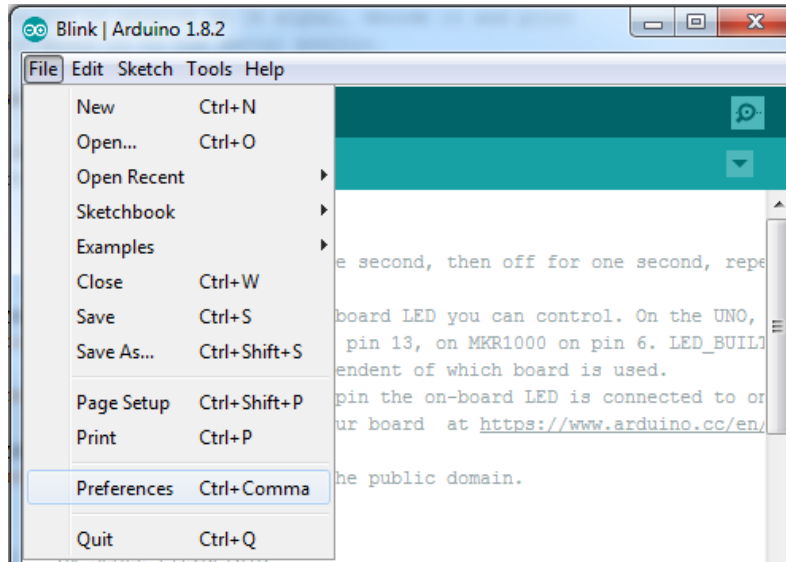 Blink | Arduino 1.8.2
File Edit Sketch Tools Help
New Ctrl+N
Open... Ctrl+O
Open Recent
Sketchbook
Examples
Close Ctrl+W
Save Ctrl+S
Save As... Ctrl+Shift+S
Page Setup Ctrl+Shift+P
Print Ctrl+P
Preferences Ctrl+Comma
Quit Ctrl+Q
e second, then off for one second, repe
board LED you can control. On the UNO,
pin 13, on MKR1000 on pin 6. LED_BUILT
endent of which board is used.
pin the on-board LED is connected to on
ur board at https://www.arduino.cc/en/
he public domain.